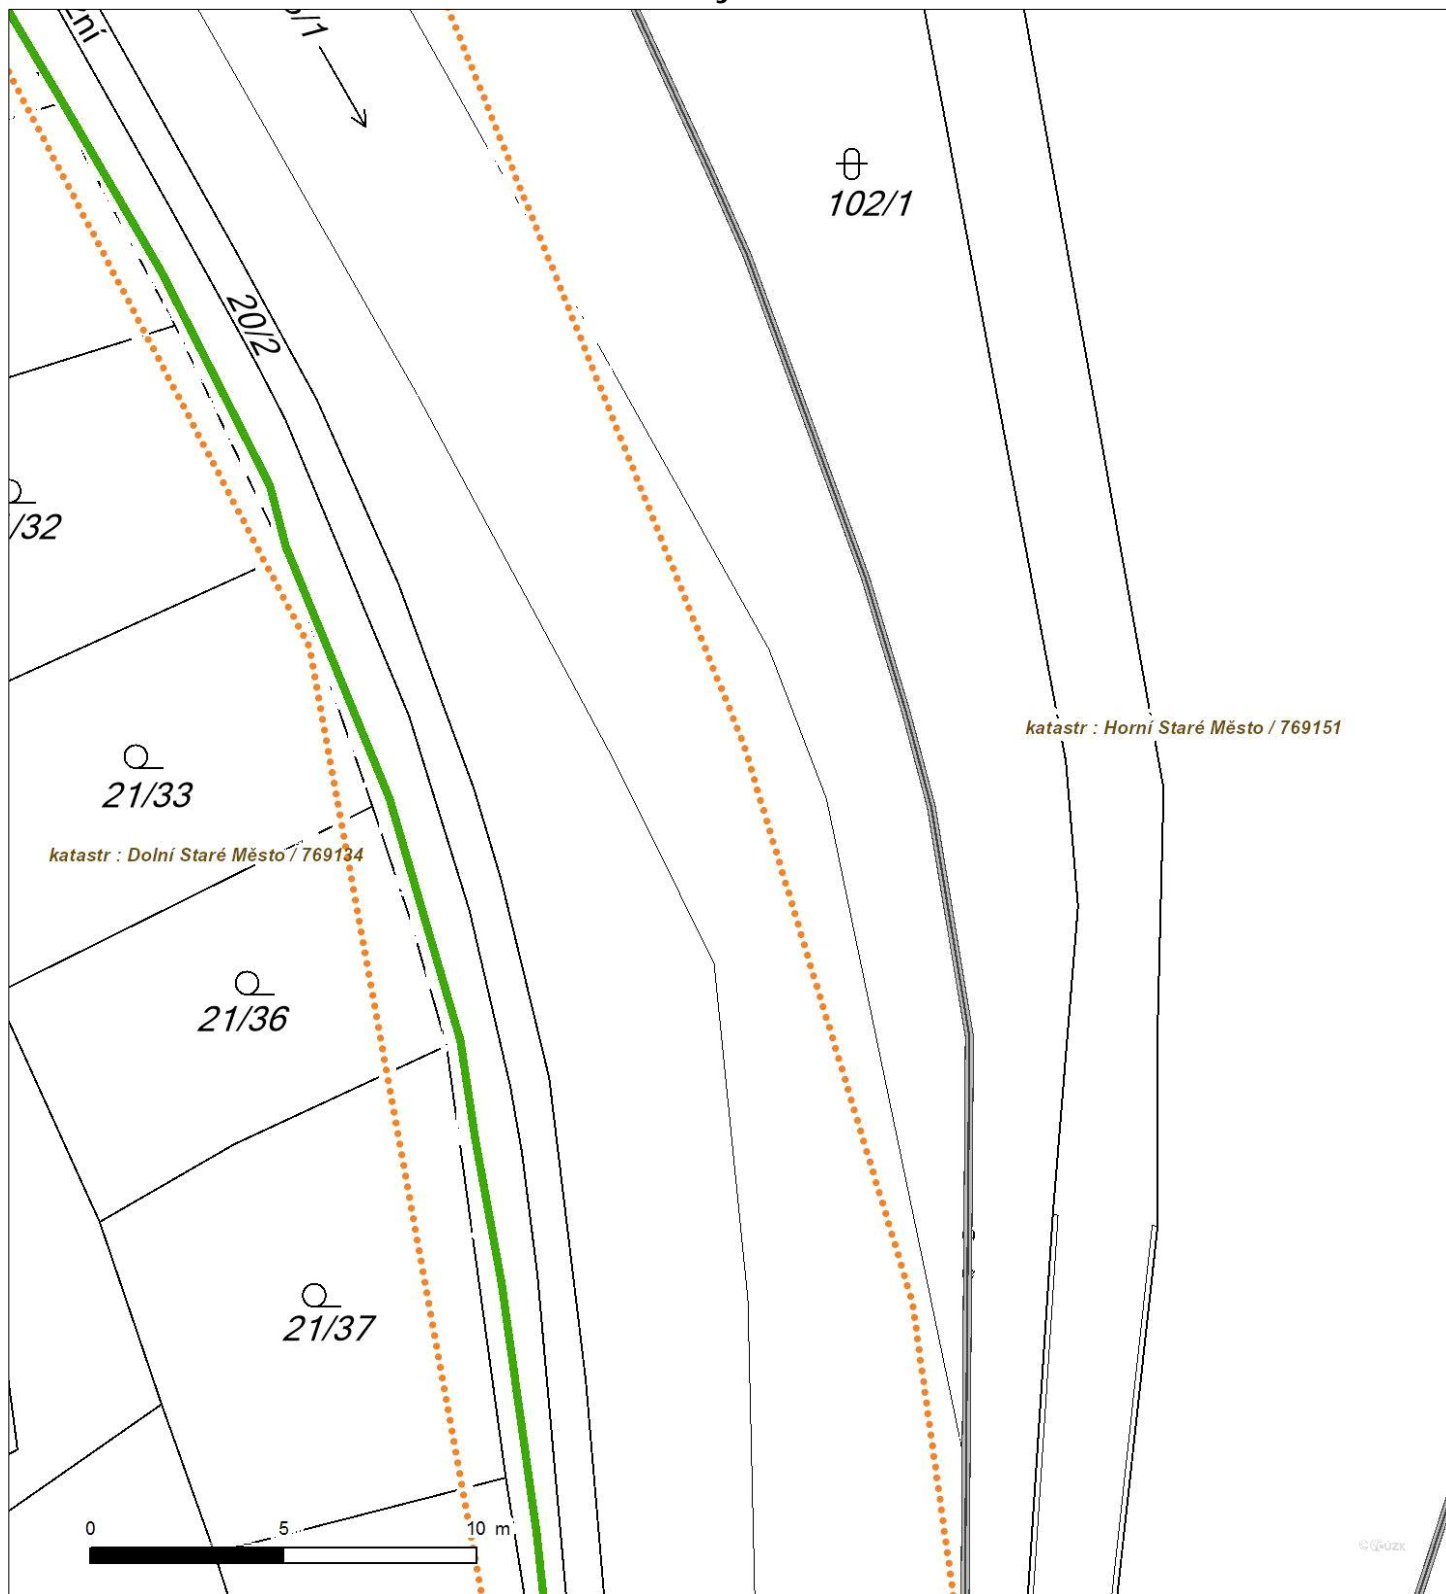 102/1
20/2
/32
katastr : Horní Staré Město / 769151
21/33
katastr : Dolní Staré Město / 769134
21/36
21/37
0 5 10 m